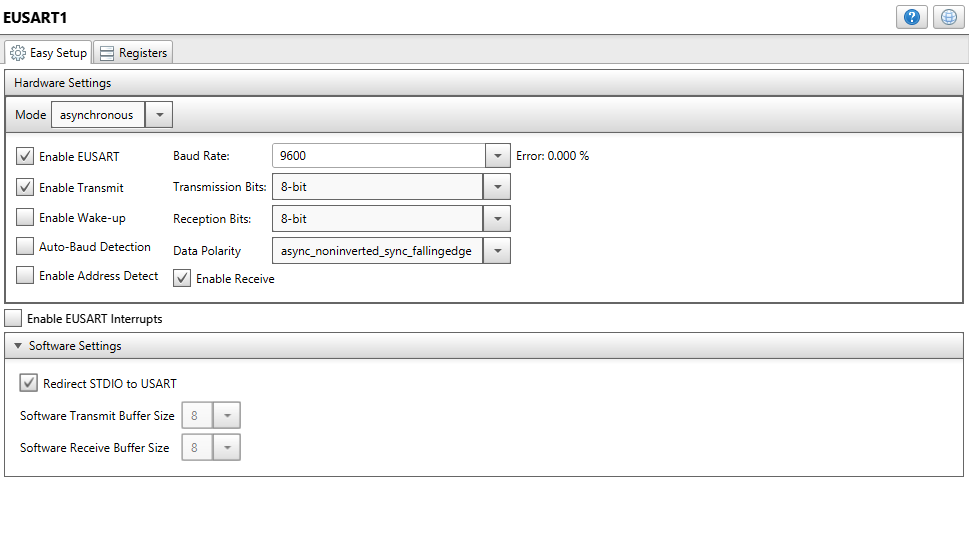 EUSART1
Easy Setup Registers
Hardware Settings
Mode asynchronous
Enable EUSART Baud Rate: 9600 Error: 0.000 %
Enable Transmit Transmission Bits: 8-bit
Enable Wake-up Reception Bits: 8-bit
Auto-Baud Detection Data Polarity async_noninverted_sync_fallingedge
Enable Address Detect Enable Receive
Enable EUSART Interrupts
Software Settings
Redirect STDIO to USART
Software Transmit Buffer Size 8
Software Receive Buffer Size 8